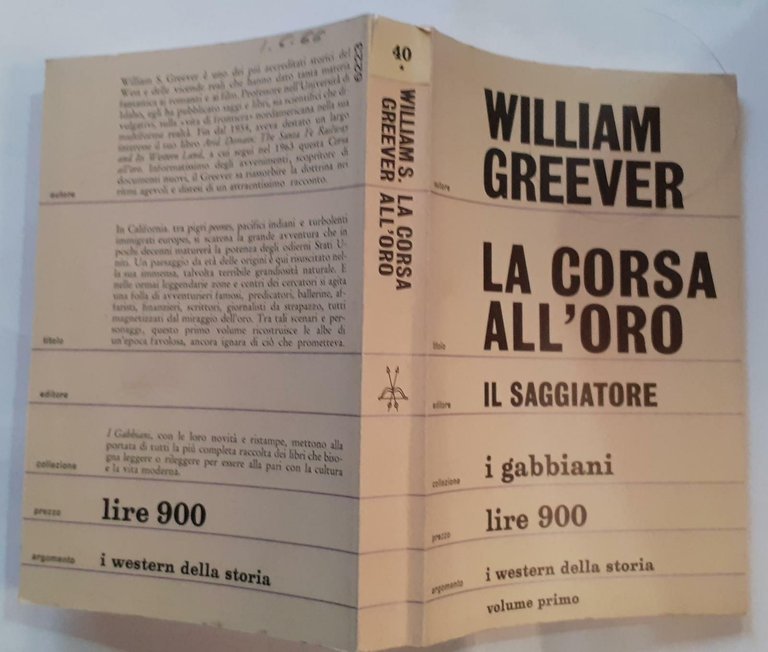 1.6.66
6223
William S. Greever è uno dei più accreditati storici del
West e delle vicende reali che hanno dato tanta materia
fantastica ai romanzi e ai film. Professore nell'Università di
Idaho, egli ha pubblicato saggi e libri, sia scientifici che di-
vulgativi, sulla «vita di frontiera» nordamericana nella sua
multiforme realtà. Fin dal 1954, aveva destato un largo
interesse il suo libro Arid Domain: The Santa Fe Railway
and Its Western Land, a cui seguì nel 1963 questa Corsa
all'oro. Informatissimo degli avvenimenti, scopritore di
documenti nuovi, il Greever sa riassorbire la dottrina nei
ritmi agevoli e distesi di un attraentissimo racconto.
autore
In California, tra pigri peones, pacifici indiani e turbolenti
immigrati europei, si scatena la grande avventura che in
pochi decenni maturerà la potenza degli odierni Stati U-
niti. Un paesaggio da età delle origini è qui risuscitato nel-
la sua immensa, talvolta terribile grandiosità naturale. E
nelle ormai leggendarie zone e centri dei cercatori si agita
una folla di avventurieri famosi, predicatori, ballerine, af-
faristi, finanzieri, scrittori, giornalisti da strapazzo, tutti
magnetizzati dal miraggio dell'oro. Tra tali scenari e per-
sonaggi, questo primo volume ricostruisce le albe di
un'epoca favolosa, ancora ignara di ciò che prometteva.
titolo
editore
I Gabbiani, con le loro novità e ristampe, mettono alla
portata di tutti la più completa raccolta dei libri che biso-
gna leggere o rileggere per essere alla pari con la cultura
e la vita moderna.
collezione
prezzo lire 900
argomento i western della storia
40
*
WILLIAM S. LA CORSA
GREEVER ALL'ORO
WILLIAM
GREEVER
autore
LA CORSA
ALL'ORO
titolo
editore IL SAGGIATORE
collezione i gabbiani
prezzo lire 900
argomento i western della storia
volume primo